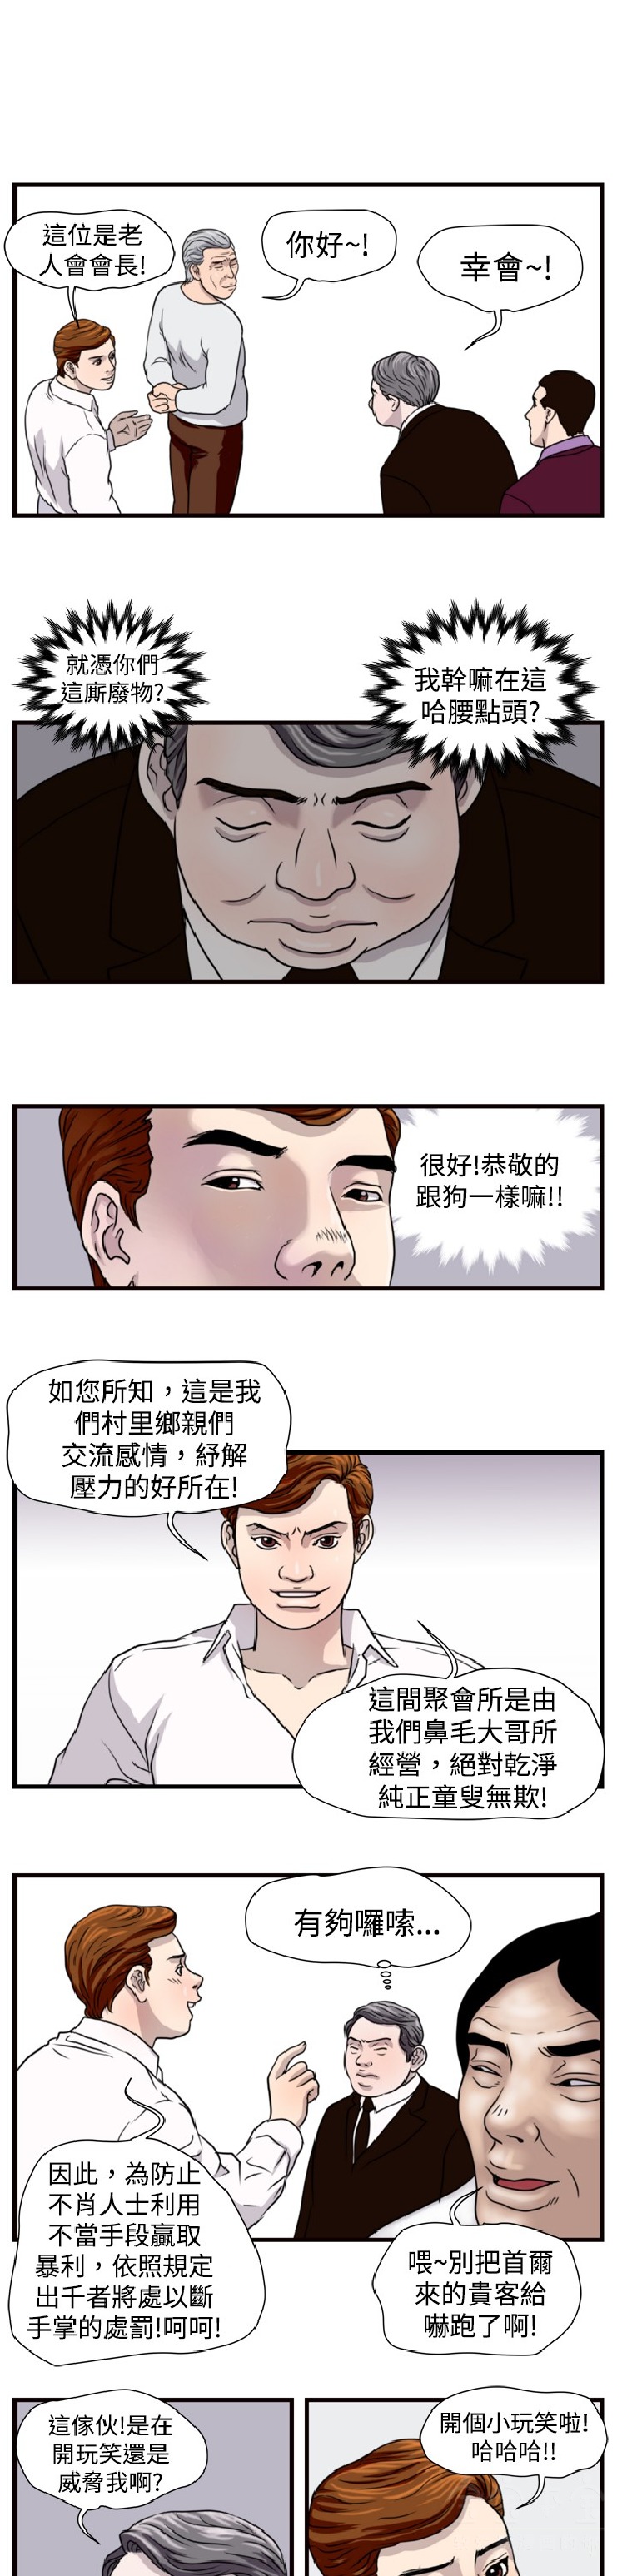 這位是老
人會會長!
你好~!
幸會~!
就憑你們
這廝廢物?
我幹嘛在這
哈腰點頭?
很好!恭敬的
跟狗一樣嘛!!
如您所知，這是我
們村里鄉親們
交流感情，紓解
壓力的好所在!
這間聚會所是由
我們鼻毛大哥所
經營，絕對乾淨
純正童叟無欺!
有夠囉嗦...
因此，為防止
不肖人士利用
不當手段贏取
暴利，依照規定
出千者將處以斷
手掌的處罰!呵呵!
喂~別把首爾
來的貴客給
嚇跑了啊!
這傢伙!是在
開玩笑還是
威脅我啊?
開個小玩笑啦!
哈哈哈!!